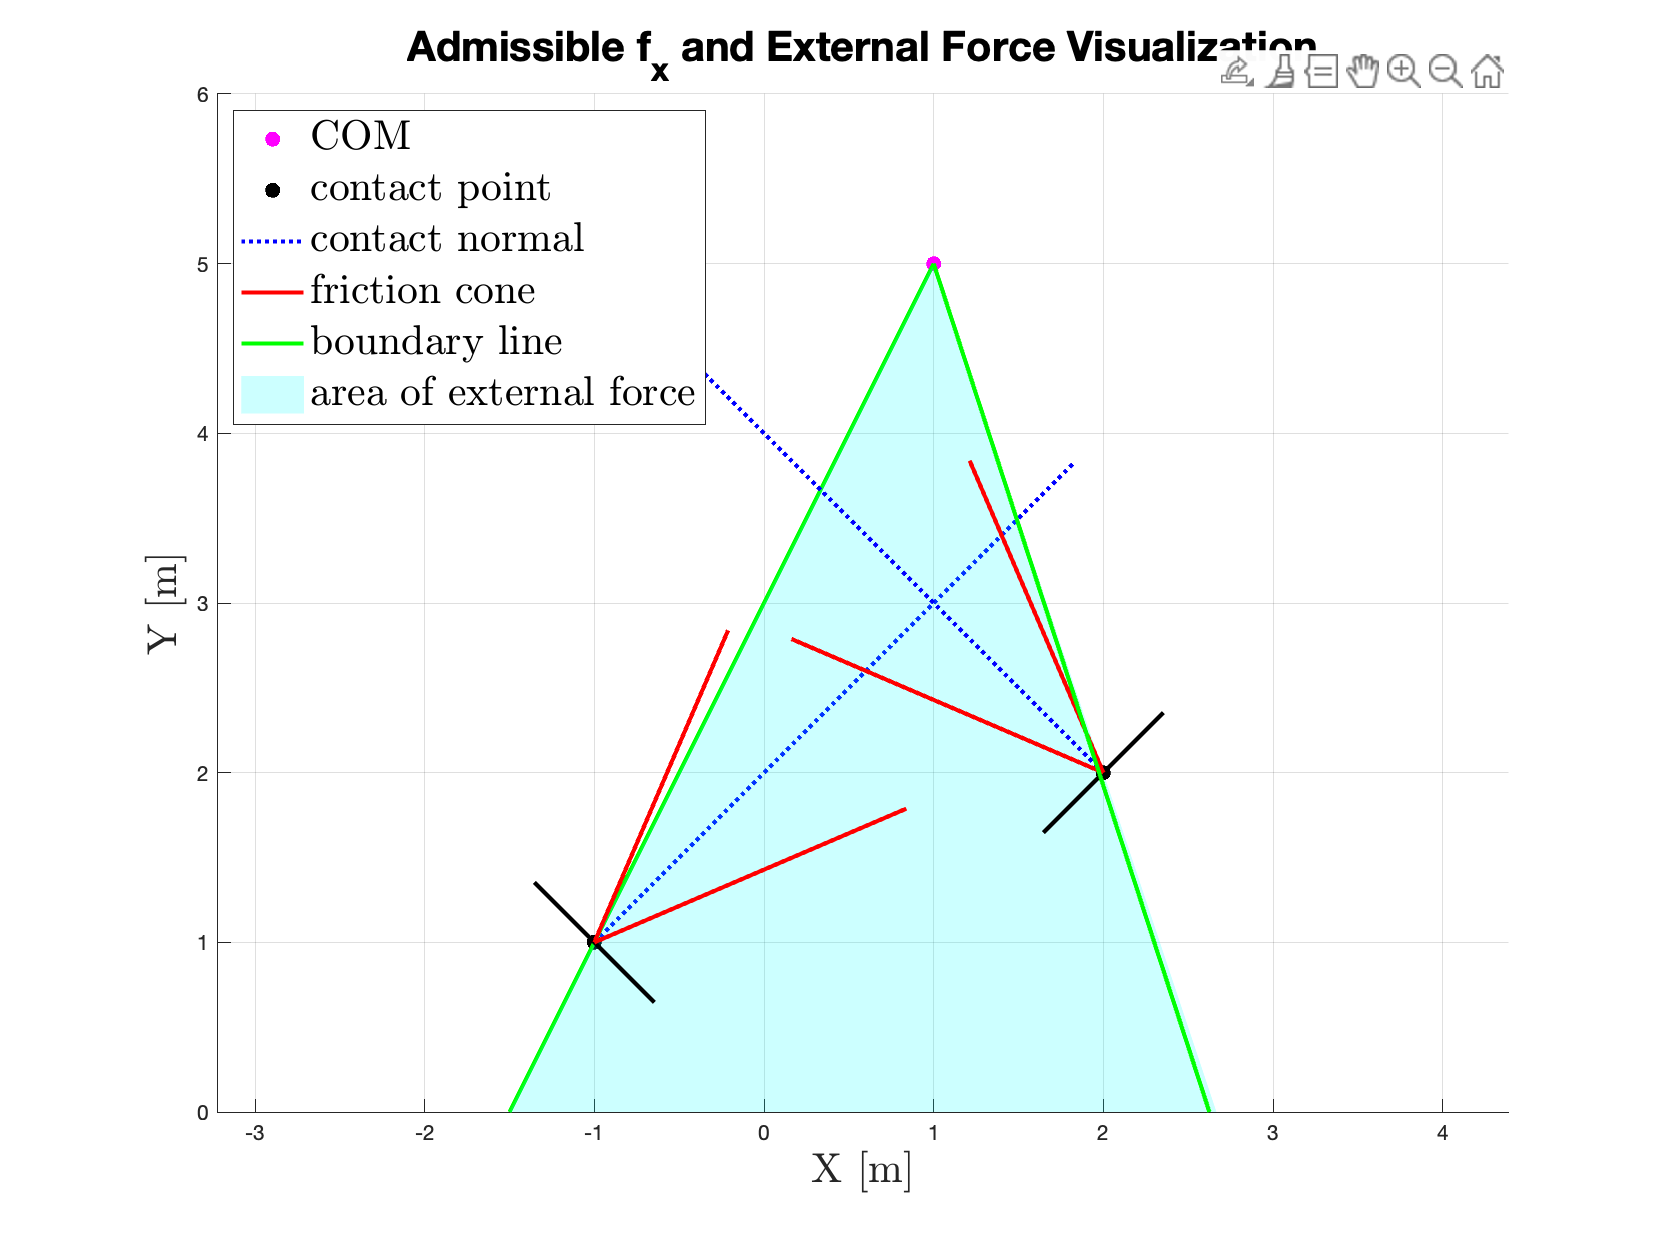 Admissible fx and External Force Visualization
COM
contact point
contact normal
friction cone
boundary line
area of external force
6
5
4
3
2
1
0
Y [m]
-3 -2 -1 0 1 2 3 4
X [m]